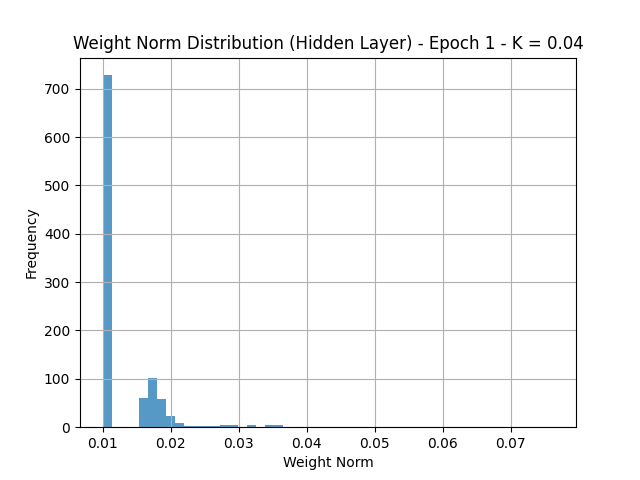 Weight Norm Distribution (Hidden Layer) - Epoch 1 - K = 0.04
700
600
500
400
300
200
100
0
Frequency
0.01 0.02 0.03 0.04 0.05 0.06 0.07
Weight Norm